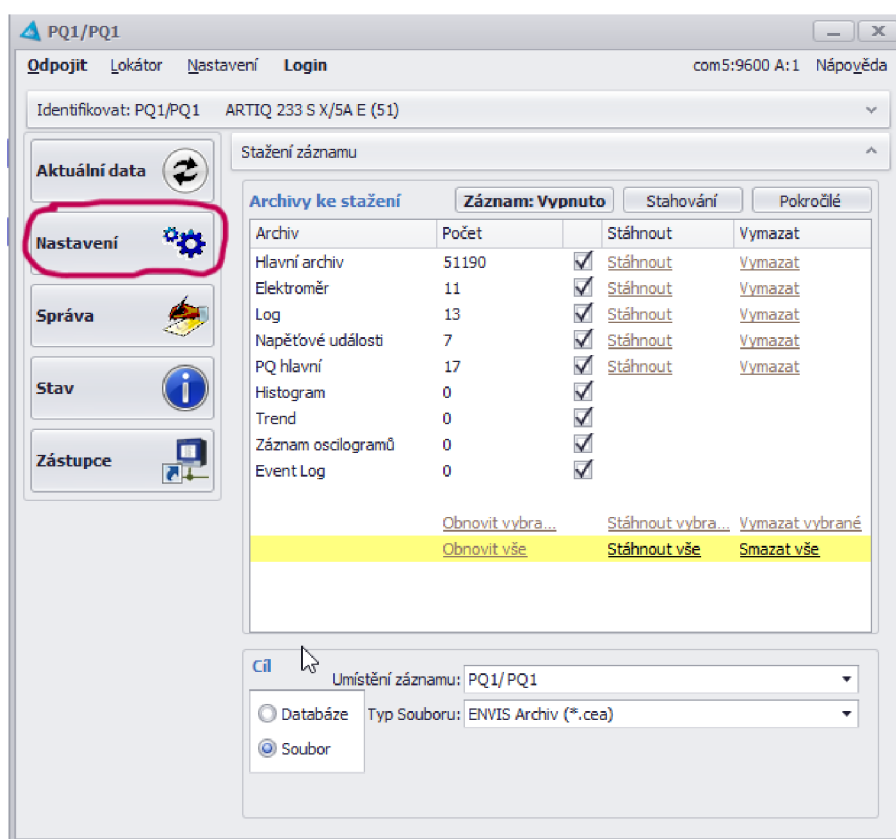 PQ1/PQ1
Odpojit Lokátor Nastavení Login com5:9600 A:1 Nápověda
Identifikovat: PQ1/PQ1 ARTIQ 233 S X/5A E (51)
Aktuální data
Nastavení
Správa
Stav
Zástupce
Stažení záznamu
Archivy ke stažení Záznam: Vypnuto Stahování Pokročilé
Archiv Počet Stáhnout Vymazat
Hlavní archiv 51190 Stáhnout Vymazat
Elektroměr 11 Stáhnout Vymazat
Log 13 Stáhnout Vymazat
Napěťové události 7 Stáhnout Vymazat
PQ hlavní 17 Stáhnout Vymazat
Histogram 0
Trend 0
Záznam oscilogramů 0
Event Log 0
Obnovit vybra... Stáhnout vybra... Vymazat vybrané
Obnovit vše Stáhnout vše Smazat vše
Cíl
Umístění záznamu: PQ1/PQ1
Databáze Typ Souboru: ENVIS Archiv (*.cea)
Soubor